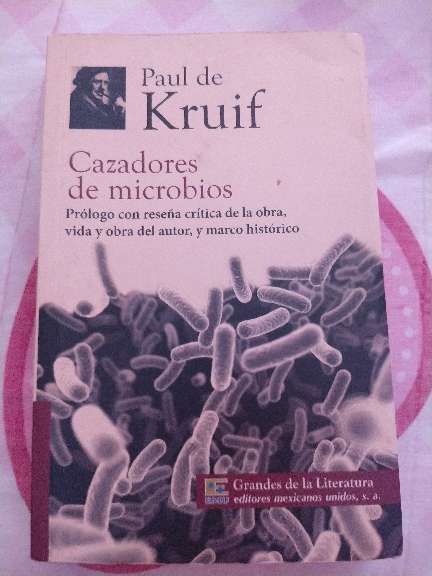 Paul de
Kruif
Cazadores
de microbios
Prólogo con reseña crítica de la obra,
vida y obra del autor, y marco histórico
Grandes de la Literatura
editores mexicanos unidos, s. a.